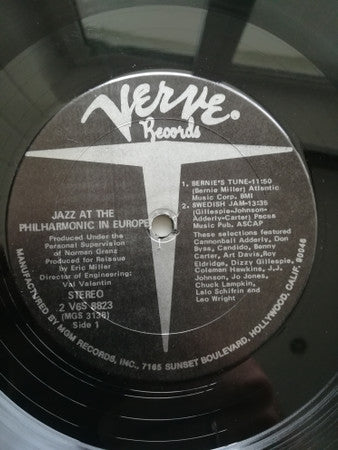 Verve
Records
JAZZ AT THE
PHILHARMONIC IN EUROPE
Produced Under the
Personal Supervision
of Norman Granz
Produced for Reissue
by Eric Miller
Director of Engineering:
Val Valentin
STEREO
2 V6S 8823
(MGS 3138)
Side 1
1. BERNIE'S TUNE-11:50
(Bernie Miller) Atlantic
Music Corp. BMI
2. SWEDISH JAM-13:35
(Gillespie-Johnson-
Adderly-Carter) Pacee
Music Pub, ASCAP
These selections featured
Cannonball Adderly, Don
Byas, Candido, Benny
Carter, Art Davis, Roy
Eldridge, Dizzy Gillespie,
Coleman Hawkins, J.J.
Johnson, Jo Jones,
Chuck Lampkin,
Lalo Schifrin and
Leo Wright
MANUFACTURED BY MGM RECORDS, INC., 7165 SUNSET BOULEVARD, HOLLYWOOD, CALIF. 90046